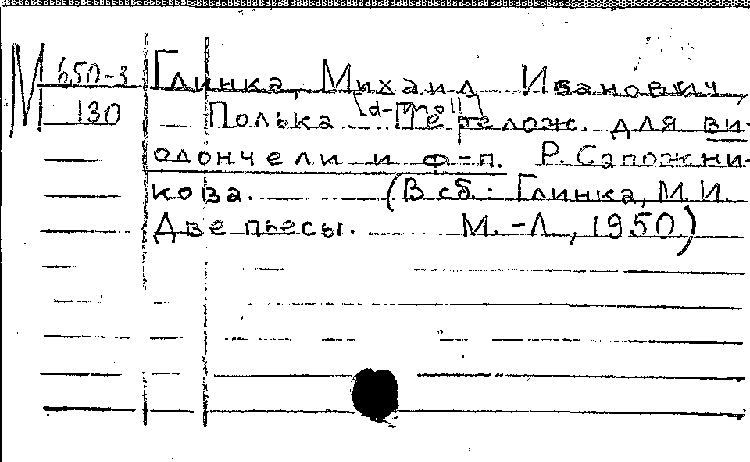 М 650-3 Глинка, Михаил Иванович,
130 Полька [d-moll] Перелож. для ви-
олончели и ф-п. Р. Сапожни-
кова. (В сб.: Глинка, М.И.
Две пьесы. М.-Л., 1950)